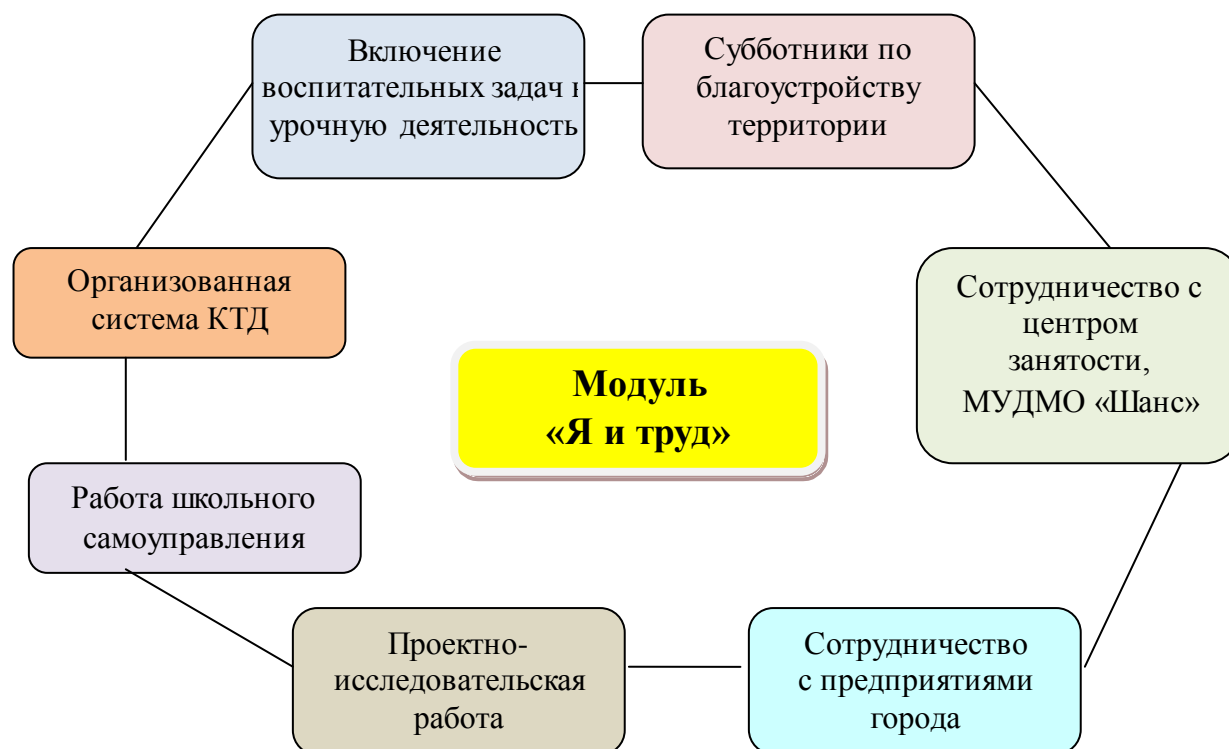 Включение
воспитательных задач в
урочную деятельность
Субботники по
благоустройству
территории
Организованная
система КТД
Сотрудничество с
центром
занятости,
МУДМО «Шанс»
Модуль
«Я и труд»
Работа школьного
самоуправления
Проектно-
исследовательская
работа
Сотрудничество
с предприятиями
города